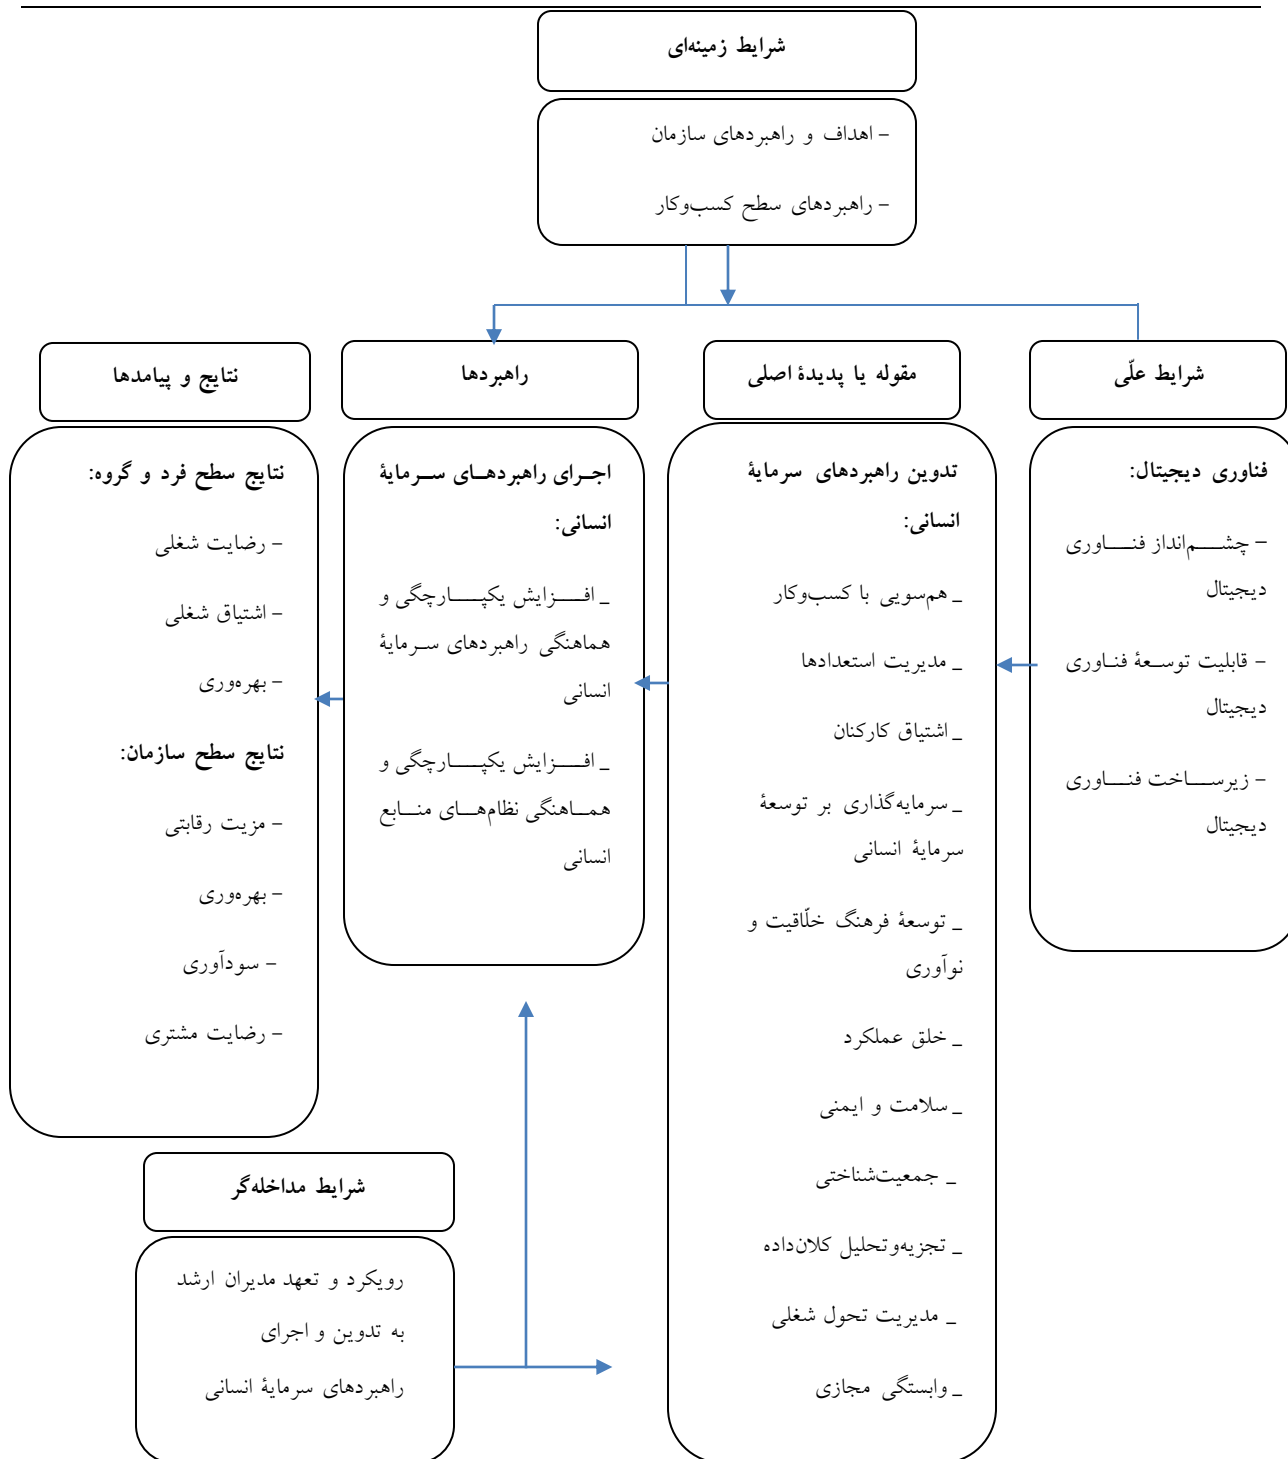 شرایط زمینه‌ای
- اهداف و راهبردهای سازمان
- راهبردهای سطح کسب‌وکار
شرایط علّی
فناوری دیجیتال:
- چشم‌انداز فناوری
دیجیتال
- قابلیت توسعهٔ فناوری
دیجیتال
- زیرساخت فناوری
دیجیتال
مقوله یا پدیدهٔ اصلی
تدوین راهبردهای سرمایهٔ
انسانی:
_ هم‌سویی با کسب‌وکار
_ مدیریت استعدادها
_ اشتیاق کارکنان
_ سرمایه‌گذاری بر توسعهٔ
سرمایهٔ انسانی
_ توسعهٔ فرهنگ خلّاقیت و
نوآوری
_ خلق عملکرد
_ سلامت و ایمنی
_ جمعیت‌شناختی
_ تجزیه‌وتحلیل کلان‌داده
_ مدیریت تحول شغلی
_ وابستگی مجازی
راهبردها
اجرای راهبردهای سرمایهٔ
انسانی:
_ افزایش یکپارچگی و
هماهنگی راهبردهای سرمایهٔ
انسانی
_ افزایش یکپارچگی و
هماهنگی نظام‌های منابع
انسانی
نتایج و پیامدها
نتایج سطح فرد و گروه:
- رضایت شغلی
- اشتیاق شغلی
- بهره‌وری
نتایج سطح سازمان:
- مزیت رقابتی
- بهره‌وری
- سودآوری
- رضایت مشتری
شرایط مداخله‌گر
رویکرد و تعهد مدیران ارشد
به تدوین و اجرای
راهبردهای سرمایهٔ انسانی